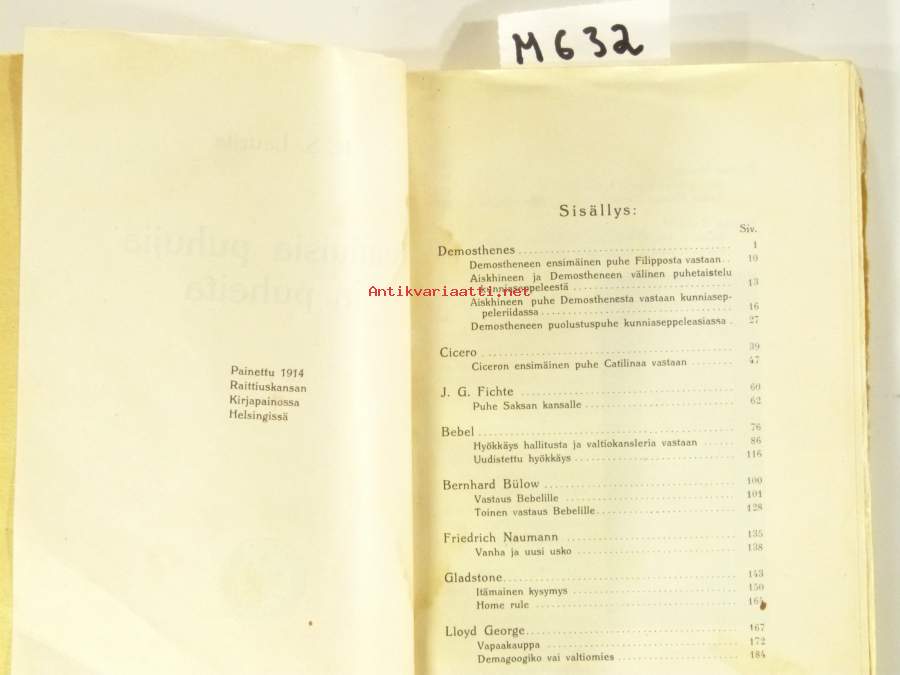 M632
Painettu 1914
Raittiuskansan
Kirjapainossa
Helsingissä
Sisällys:
Siv.
Demosthenes 1
Demostheneen ensimäinen puhe Filipposta vastaan.. 10
Aiskhineen ja Demostheneen välinen puhetaistelu
kunniaseppeleestä 13
Antikvariaatti.net
Aiskhineen puhe Demosthenesta vastaan kunniasep-
peleriidassa 16
Demostheneen puolustuspuhe kunniaseppeleasiassa . 27
Cicero 39
Ciceron ensimäinen puhe Catilinaa vastaan 47
J. G. Fichte 60
Puhe Saksan kansalle 62
Bebel 76
Hyökkäys hallitusta ja valtiokansleria vastaan 86
Uudistettu hyökkäys 116
Bernhard Bülow 100
Vastaus Bebelille 101
Toinen vastaus Bebelille 128
Friedrich Naumann 135
Vanha ja uusi usko 138
Gladstone 143
Itämainen kysymys 150
Home rule
Lloyd George 167
Vapaakauppa 172
Demagoogiko vai valtiomies 184